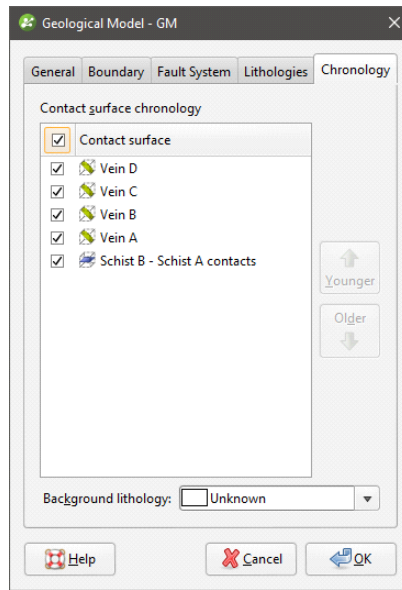 Geological Model - GM
General Boundary Fault System Lithologies Chronology
Contact surface chronology
Contact surface
Vein D
Vein C
Vein B
Vein A
Schist B - Schist A contacts
Younger
Older
Background lithology: Unknown
Help Cancel OK